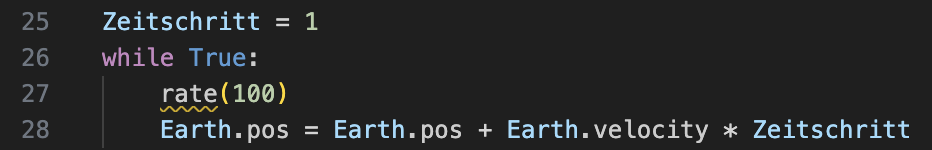 25 Zeitschritt = 1
26 while True:
27     rate(100)
28     Earth.pos = Earth.pos + Earth.velocity * Zeitschritt